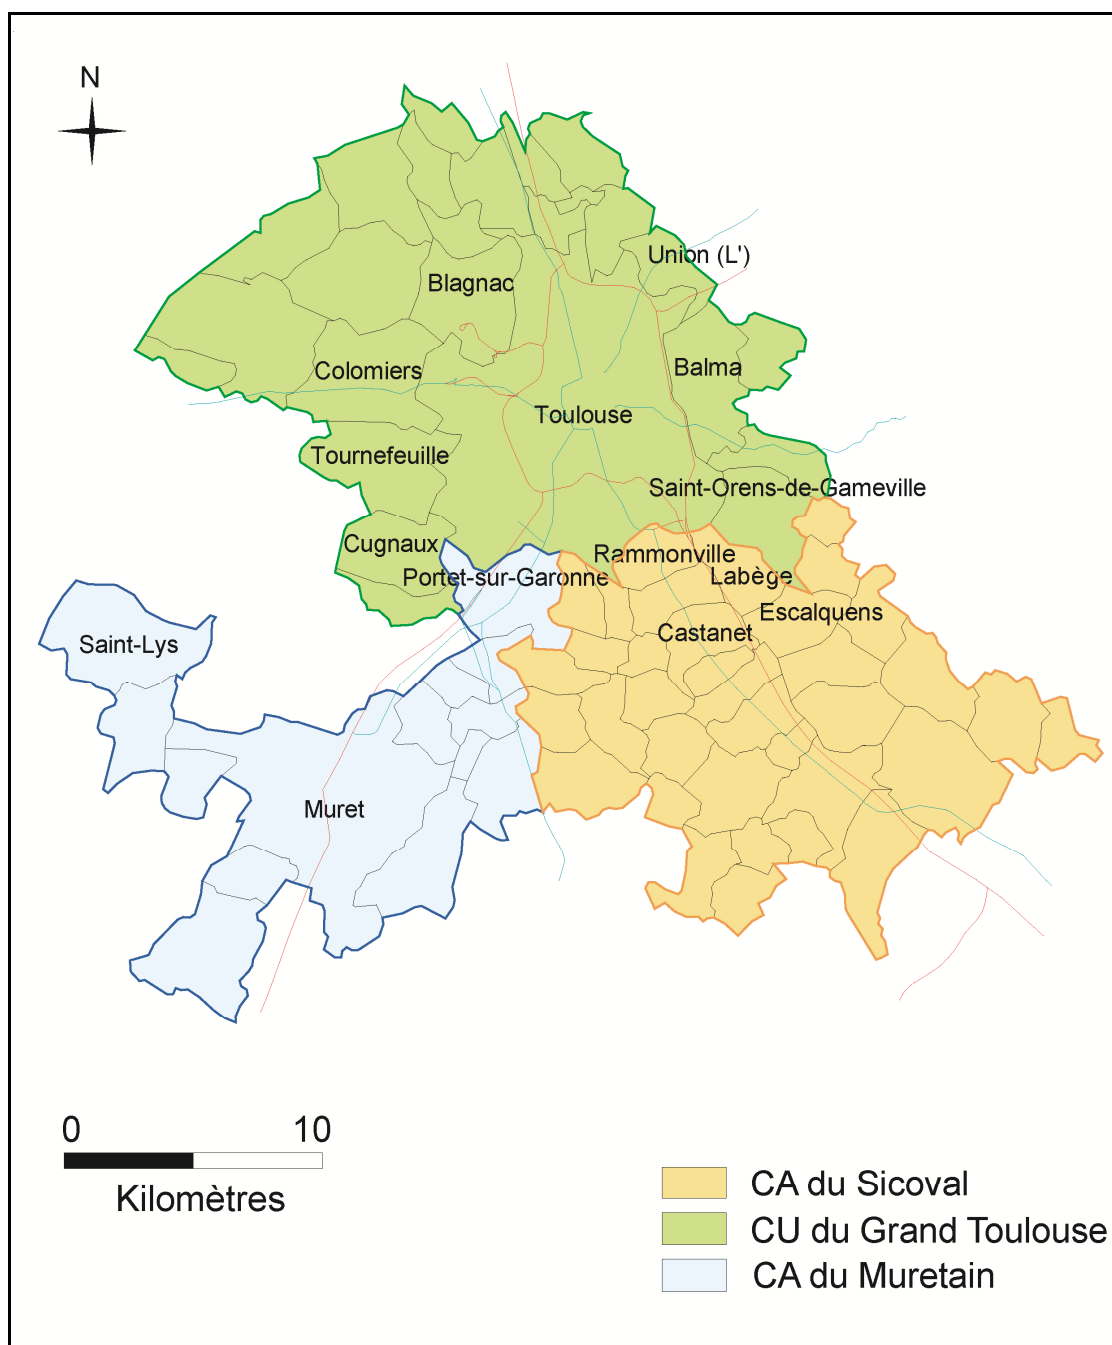 N
Union (L')
Blagnac
Balma
Colomiers
Toulouse
Tournefeuille
Saint-Orens-de-Gameville
Cugnaux
Rammonville
Portet-sur-Garonne
Labège
Escalquens
Castanet
Saint-Lys
Muret
0 10
Kilomètres
CA du Sicoval
CU du Grand Toulouse
CA du Muretain